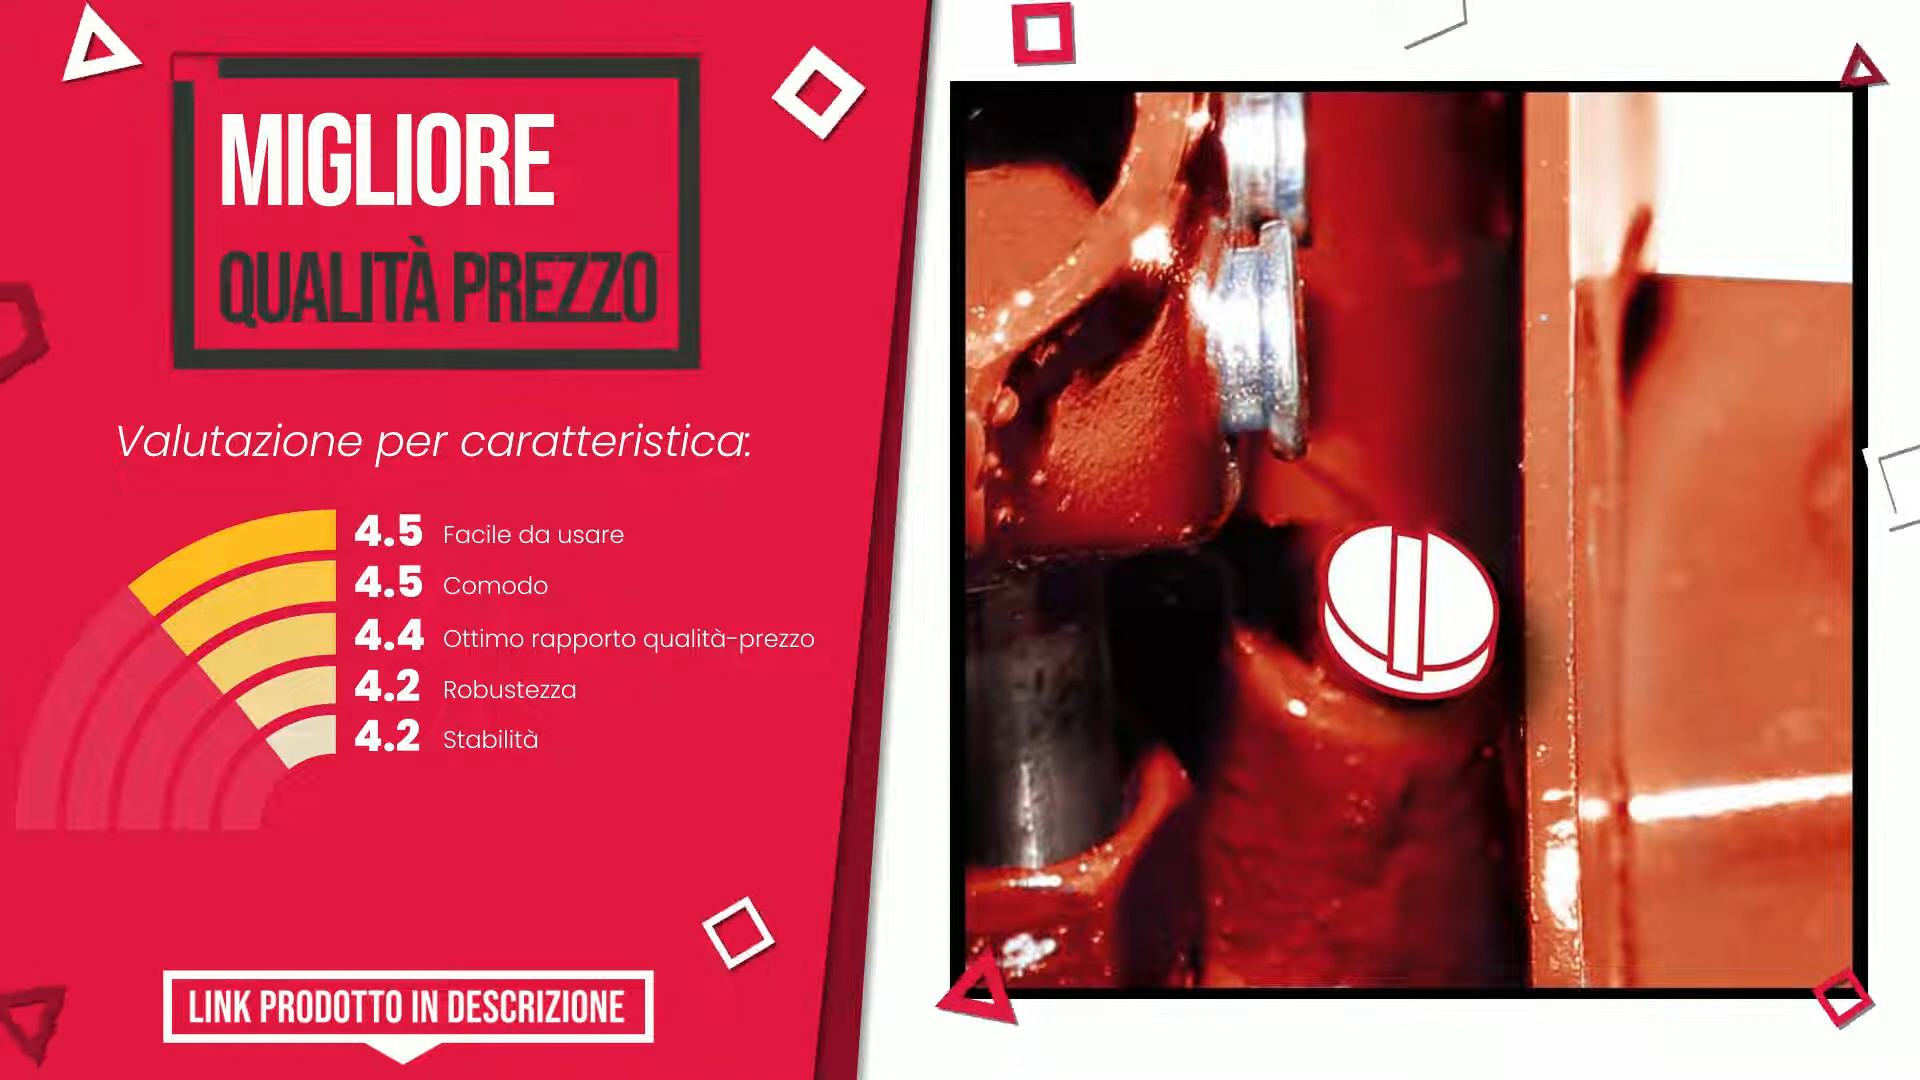 MIGLIORE
QUALITÀ PREZZO
Valutazione per caratteristica:
4.5 Facile da usare
4.5 Comodo
4.4 Ottimo rapporto qualità-prezzo
4.2 Robustezza
4.2 Stabilità
LINK PRODOTTO IN DESCRIZIONE